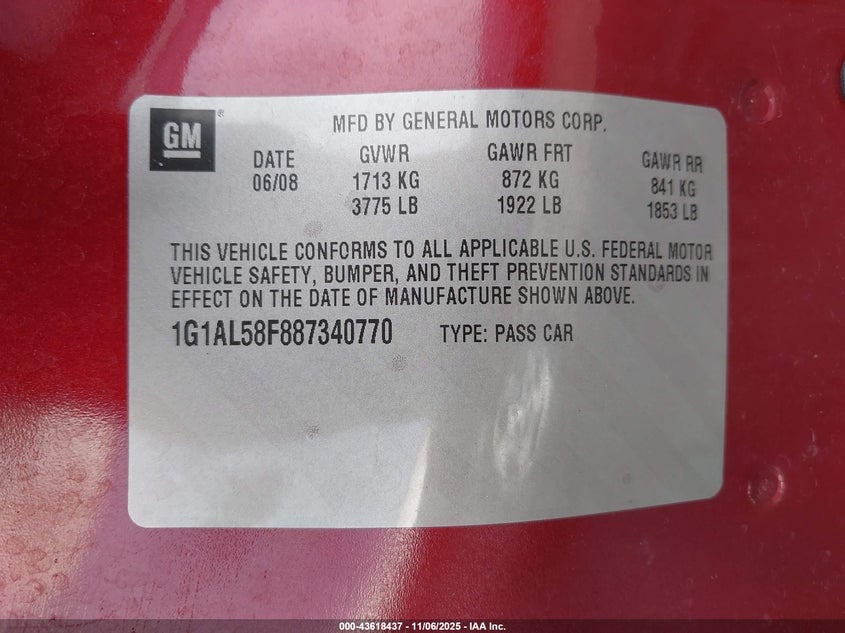 GM
MFD BY GENERAL MOTORS CORP.
DATE GVWR GAWR FRT GAWR RR
06/08 1713 KG 872 KG 841 KG
3775 LB 1922 LB 1853 LB
THIS VEHICLE CONFORMS TO ALL APPLICABLE U.S. FEDERAL MOTOR
VEHICLE SAFETY, BUMPER, AND THEFT PREVENTION STANDARDS IN
EFFECT ON THE DATE OF MANUFACTURE SHOWN ABOVE.
1G1AL58F887340770 TYPE: PASS CAR
000-43618437 - 11/06/2025 - IAA Inc.